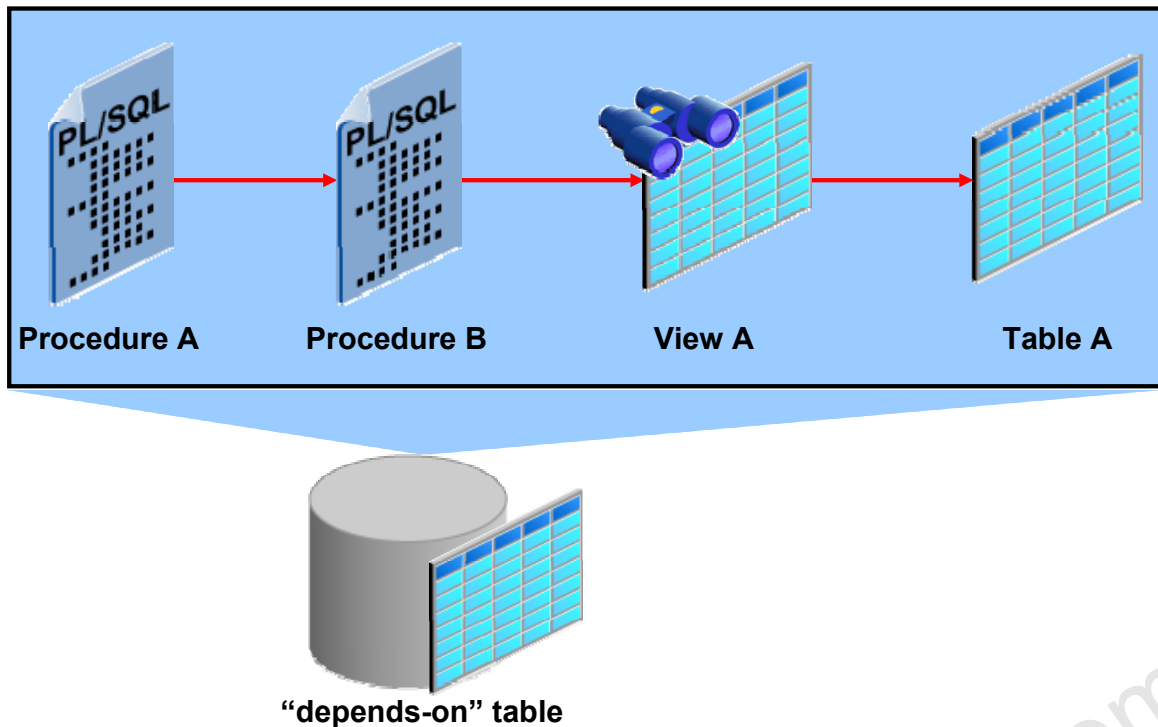 PL/SQL
PL/SQL
Procedure A
Procedure B
View A
Table A
“depends-on” table